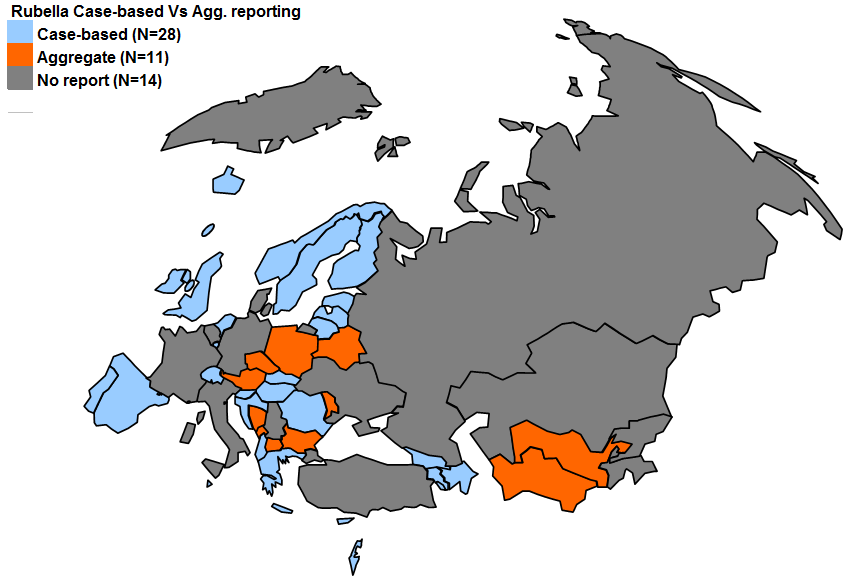 Rubella Case-based Vs Agg. reporting
Case-based (N=28)
Aggregate (N=11)
No report (N=14)